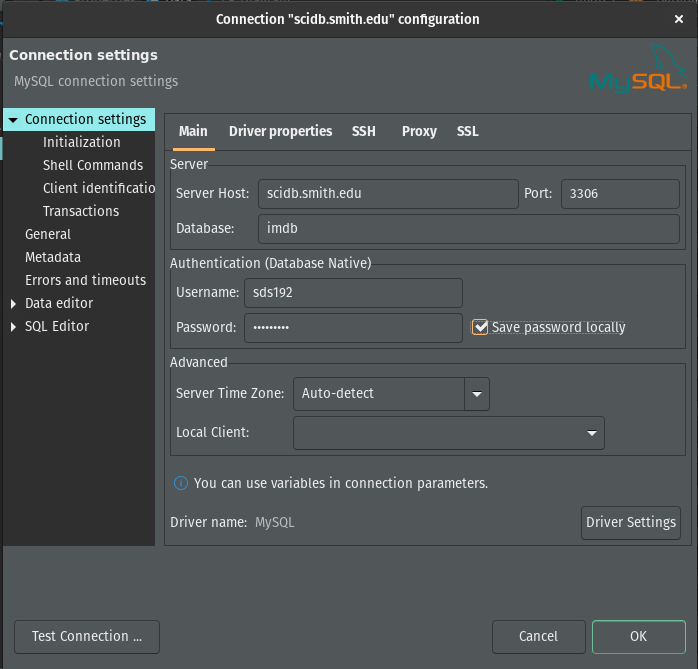 Connection "scidb.smith.edu" configuration
Connection settings
MySQL connection settings
MySQL
Connection settings
Initialization
Shell Commands
Client identificatio
Transactions
General
Metadata
Errors and timeouts
Data editor
SQL Editor
Main Driver properties SSH Proxy SSL
Server
Server Host: scidb.smith.edu Port: 3306
Database: imdb
Authentication (Database Native)
Username: sds192
Password: •••••••••  Save password locally
Advanced
Server Time Zone: Auto-detect
Local Client:
You can use variables in connection parameters.
Driver name: MySQL Driver Settings
Test Connection ... Cancel OK